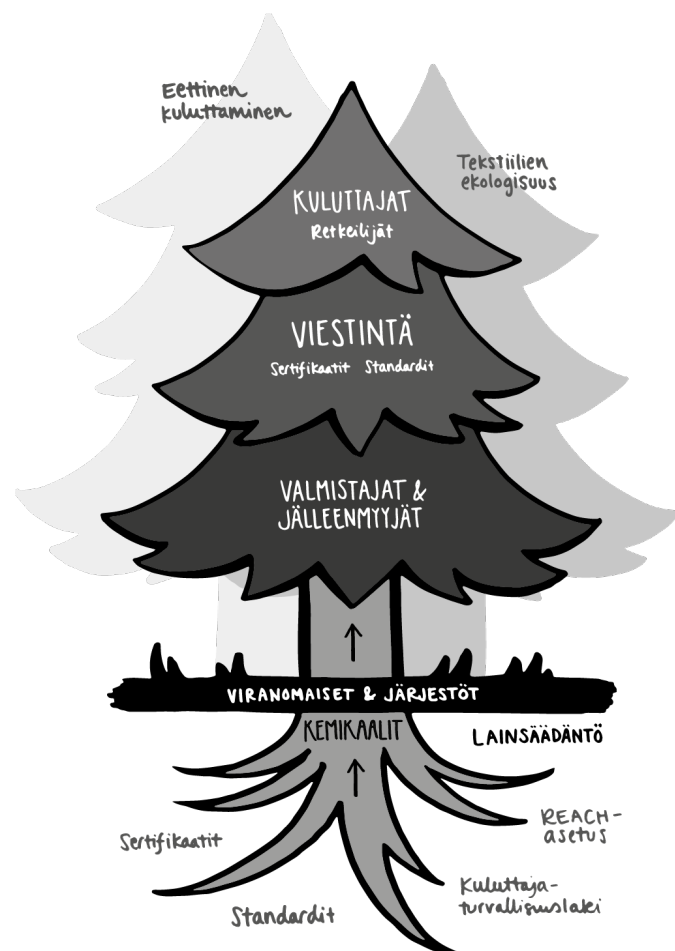 Eettinen
kuluttaminen
Tekstiilien
ekologisuus
KULUTTAJAT
Retkeilijät
VIESTINTÄ
Sertifikaatit Standardit
VALMISTAJAT &
JÄLLEENMYYJÄT
VIRANOMAISET & JÄRJESTÖT
KEMIKAALIT
LAINSÄÄDÄNTÖ
REACH-
asetus
Sertifikaatit
Kuluttaja-
turvallisuuslaki
Standardit